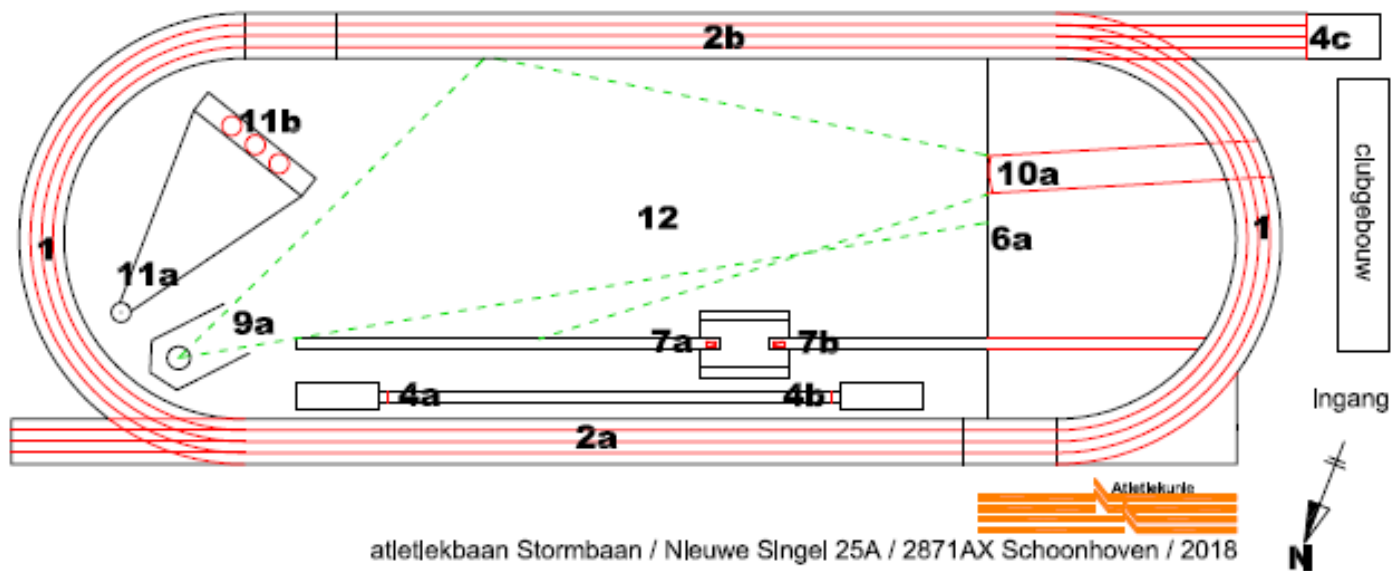 2b
4c
11b
clubgebouw
10a
12
1
6a
1
11a
9a
7a
7b
4a
4b
Ingang
2a
Atletiekunie
atletiekbaan Stormbaan / Nieuwe Singel 25A / 2871AX Schoonhoven / 2018
N